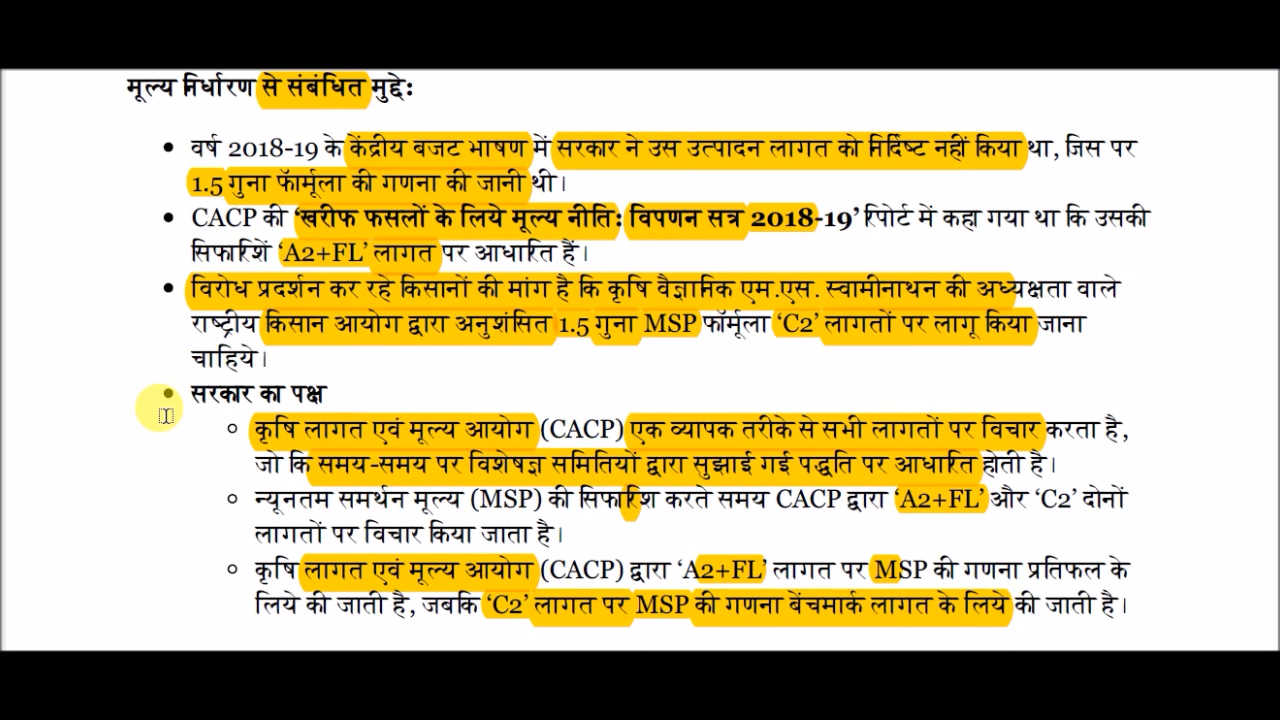 मूल्य निर्धारण से संबंधित मुद्दे:
• वर्ष 2018-19 के केंद्रीय बजट भाषण में सरकार ने उस उत्पादन लागत को निर्दिष्ट नहीं किया था, जिस पर
1.5 गुना फॉर्मूला की गणना की जानी थी।
• CACP की ‘खरीफ फसलों के लिये मूल्य नीति: विपणन सत्र 2018-19’ रिपोर्ट में कहा गया था कि उसकी
सिफारिशें ‘A2+FL’ लागत पर आधारित हैं।
• विरोध प्रदर्शन कर रहे किसानों की मांग है कि कृषि वैज्ञानिक एम.एस. स्वामीनाथन की अध्यक्षता वाले
राष्ट्रीय किसान आयोग द्वारा अनुशंसित 1.5 गुना MSP फॉर्मूला ‘C2’ लागतों पर लागू किया जाना
चाहिये।
• सरकार का पक्ष
○ कृषि लागत एवं मूल्य आयोग (CACP) एक व्यापक तरीके से सभी लागतों पर विचार करता है,
जो कि समय-समय पर विशेषज्ञ समितियों द्वारा सुझाई गई पद्धति पर आधारित होती है।
○ न्यूनतम समर्थन मूल्य (MSP) की सिफारिश करते समय CACP द्वारा ‘A2+FL’ और ‘C2’ दोनों
लागतों पर विचार किया जाता है।
○ कृषि लागत एवं मूल्य आयोग (CACP) द्वारा ‘A2+FL’ लागत पर MSP की गणना प्रतिफल के
लिये की जाती है, जबकि ‘C2’ लागत पर MSP की गणना बेंचमार्क लागत के लिये की जाती है।